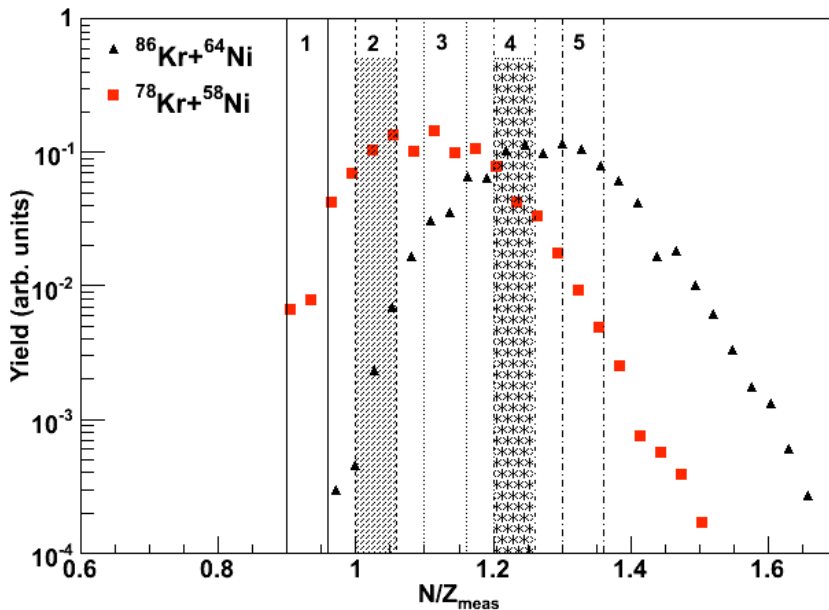 1
1 2 3 4 5
⁸⁶Kr+⁶⁴Ni
⁷⁸Kr+⁵⁸Ni
10⁻¹
10⁻²
10⁻³
10⁻⁴
Yield (arb. units)
0.6 0.8 1 1.2 1.4 1.6
N/Z_meas